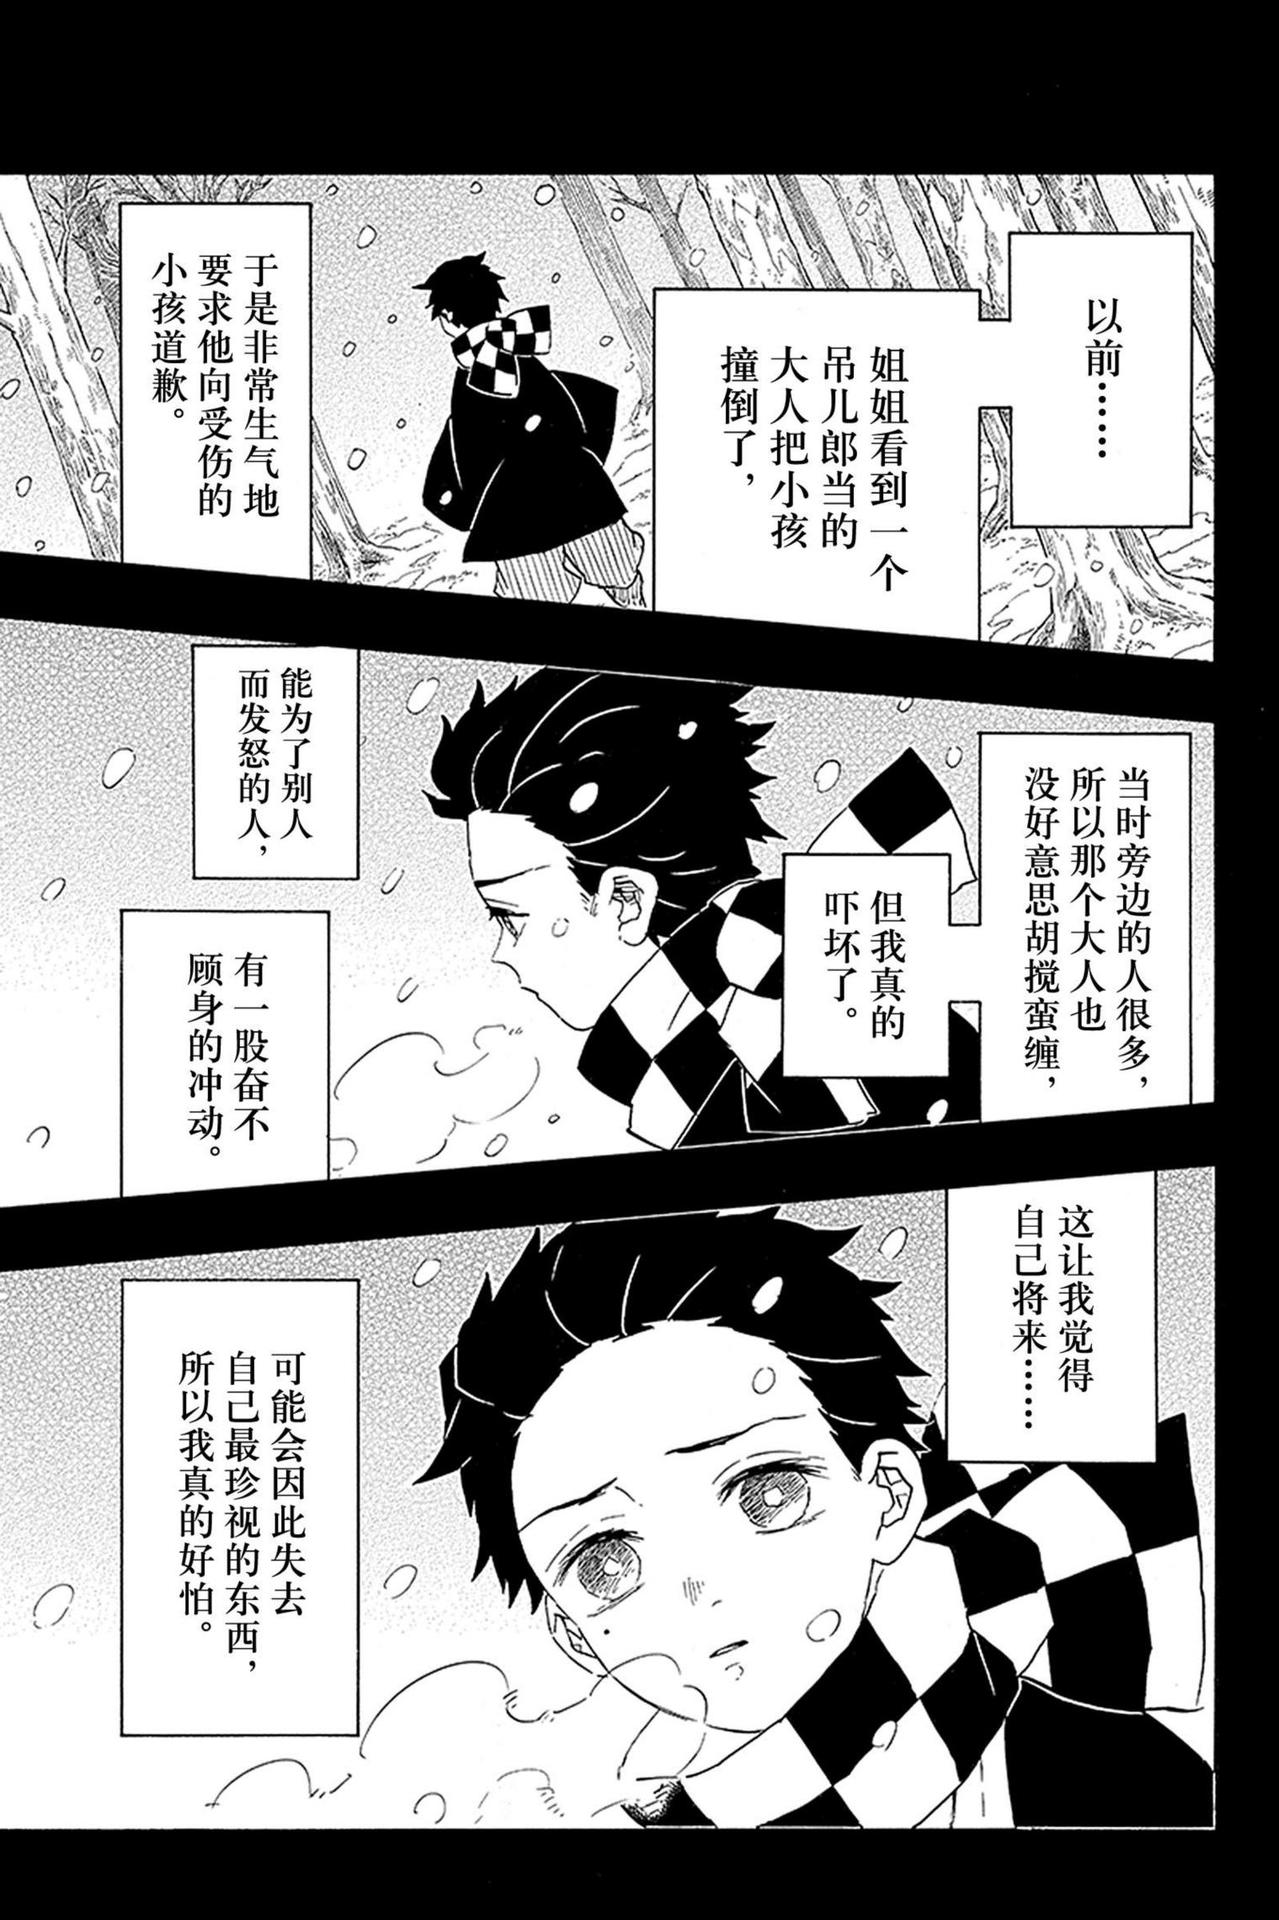 以前……
姐姐看到一个
吊儿郎当的
大人把小孩
撞倒了，
于是非常生气地
要求他向受伤的
小孩道歉。
当时旁边的人很多，
所以那个大人也
没好意思胡搅蛮缠，
但我真的
吓坏了。
能为了别人
而发怒的人，
有一股奋不
顾身的冲动。
这让我觉得
自己将来……
可能会因此失去
自己最珍视的东西，
所以我真的好怕。